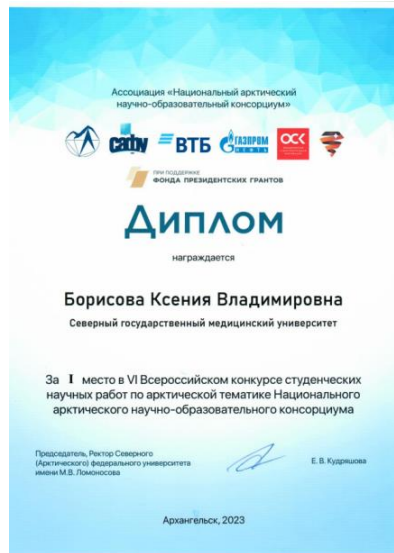 Ассоциация «Национальный арктический
научно-образовательный консорциум»
сафу
ВТБ
ГАЗПРОМ
НЕФТЬ
ОСК
ПРИ ПОДДЕРЖКЕ
ФОНДА ПРЕЗИДЕНТСКИХ ГРАНТОВ
Диплом
награждается
Борисова Ксения Владимировна
Северный государственный медицинский университет
За I место в VI Всероссийском конкурсе студенческих
научных работ по арктической тематике Национального
арктического научно-образовательного консорциума
Председатель, Ректор Северного
(Арктического) федерального университета
имени М.В. Ломоносова
Е. В. Кудряшова
Архангельск, 2023